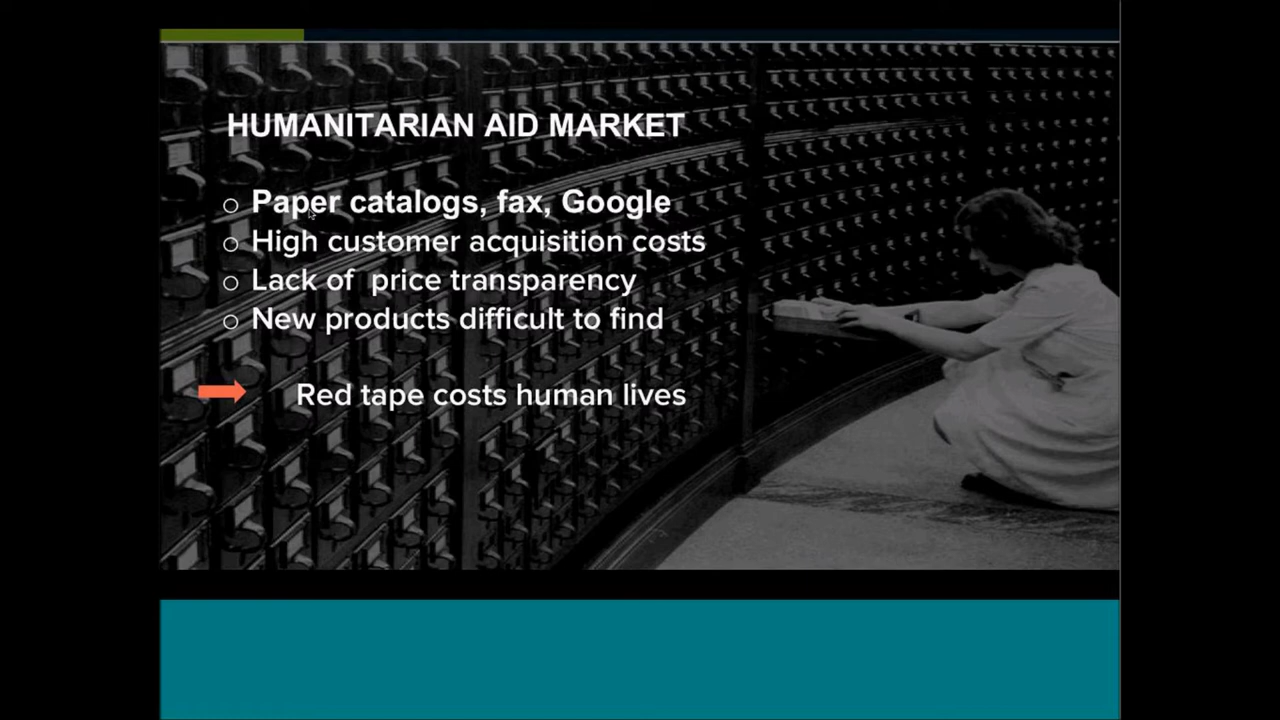 HUMANITARIAN AID MARKET
Paper catalogs, fax, Google
High customer acquisition costs
Lack of price transparency
New products difficult to find
Red tape costs human lives